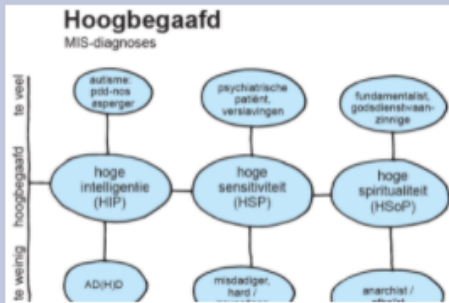 Hoogbegaafd
MIS-diagnoses
te veel
autisme:
pdd-nos
asperger
psychiatrische
patiënt,
verslavingen
fundamentalist,
godsdienstvaan-
zinnige
hoogbegaafd
hoge
intelligentie
(HIP)
hoge
sensitiviteit
(HSP)
hoge
spiritualiteit
(HSoP)
te weinig
AD(H)D
misdadiger,
hard /
anarchist /